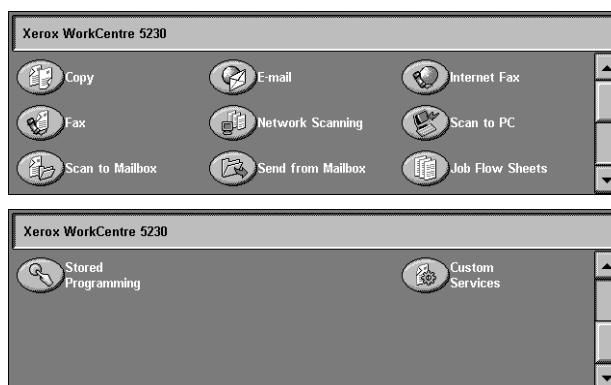 Xerox WorkCentre 5230
Copy
E-mail
Internet Fax
Fax
Network Scanning
Scan to PC
Scan to Mailbox
Send from Mailbox
Job Flow Sheets
Xerox WorkCentre 5230
Stored
Programming
Custom
Services